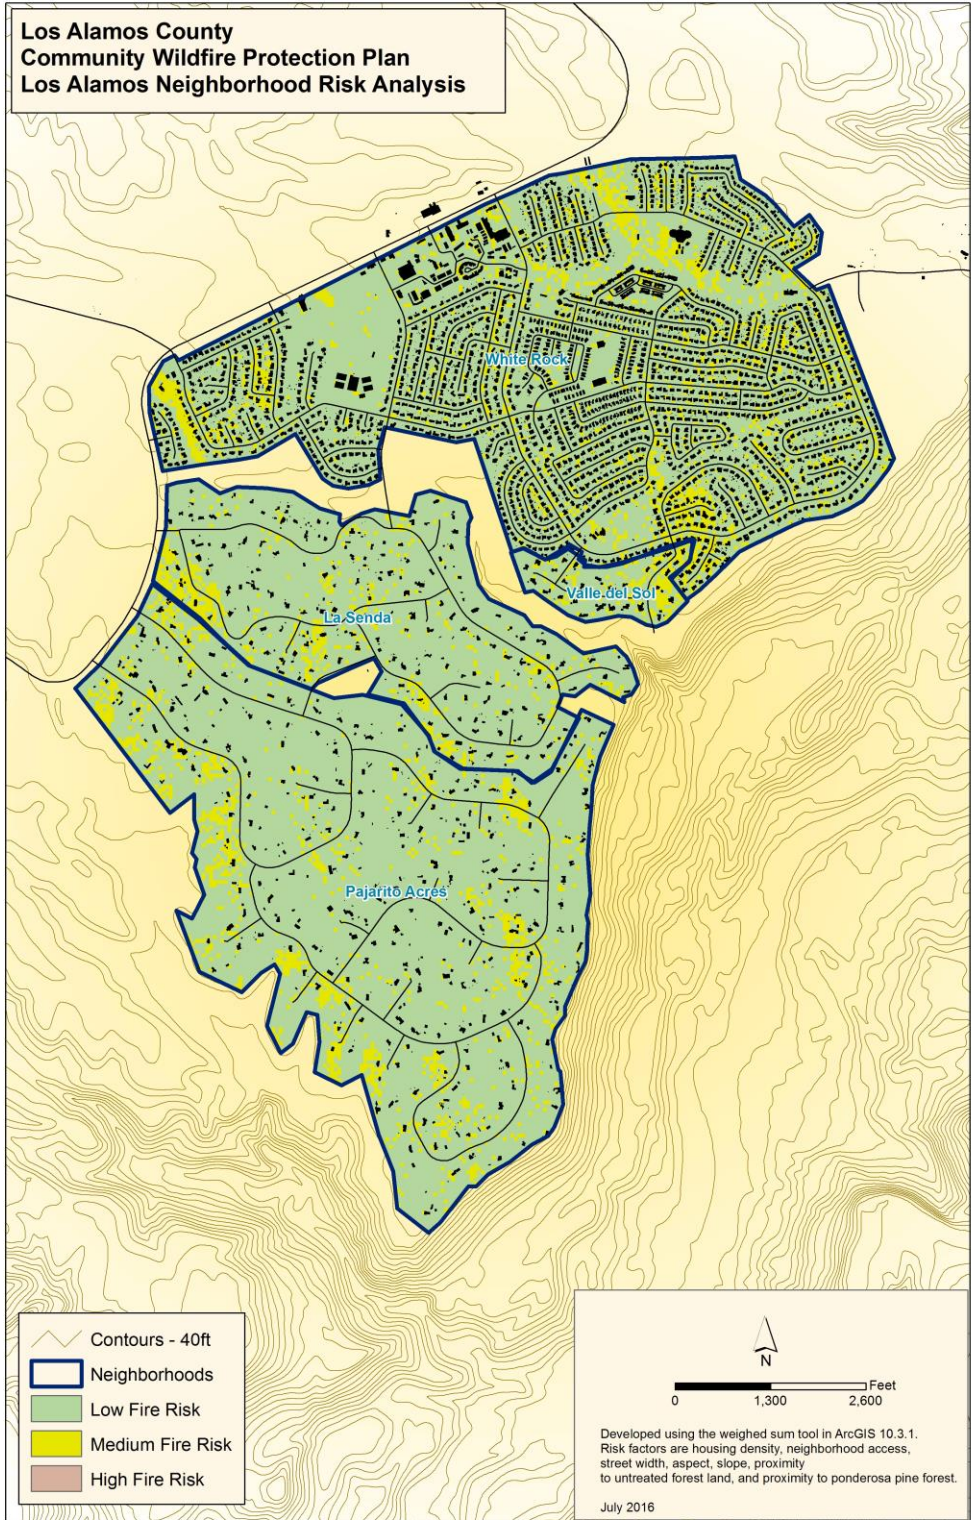 Los Alamos County
Community Wildfire Protection Plan
Los Alamos Neighborhood Risk Analysis
White Rock
Valle del Sol
La Senda
Pajarito Acres
Contours - 40ft
Neighborhoods
Low Fire Risk
Medium Fire Risk
High Fire Risk
N
Feet
0 1,300 2,600
Developed using the weighed sum tool in ArcGIS 10.3.1.
Risk factors are housing density, neighborhood access,
street width, aspect, slope, proximity
to untreated forest land, and proximity to ponderosa pine forest.
July 2016